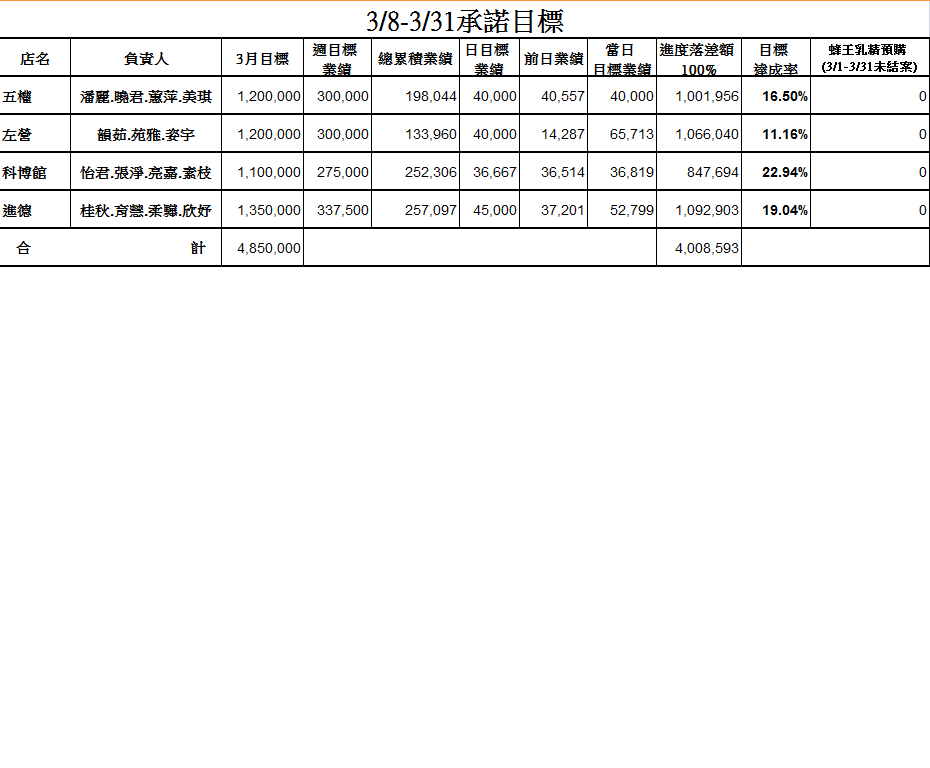 3/8-3/31承諾目標
店名 負責人 3月目標 週目標業績 總累積業績 日目標業績 前日業績 當日目標業績 進度落差額100% 目標達成率 蜂王乳精預購(3/1-3/31未結案)
五權 潘麗.曉君.蕙萍.美琪 1,200,000 300,000 198,044 40,000 40,557 40,000 1,001,956 16.50% 0
左營 韻茹.苑雅.姿宇 1,200,000 300,000 133,960 40,000 14,287 65,713 1,066,040 11.16% 0
科博館 怡君.張淨.亮嘉.素枝 1,100,000 275,000 252,306 36,667 36,514 36,819 847,694 22.94% 0
進德 桂秋.育慧.柔驊.欣妤 1,350,000 337,500 257,097 45,000 37,201 52,799 1,092,903 19.04% 0
合 計 4,850,000 4,008,593